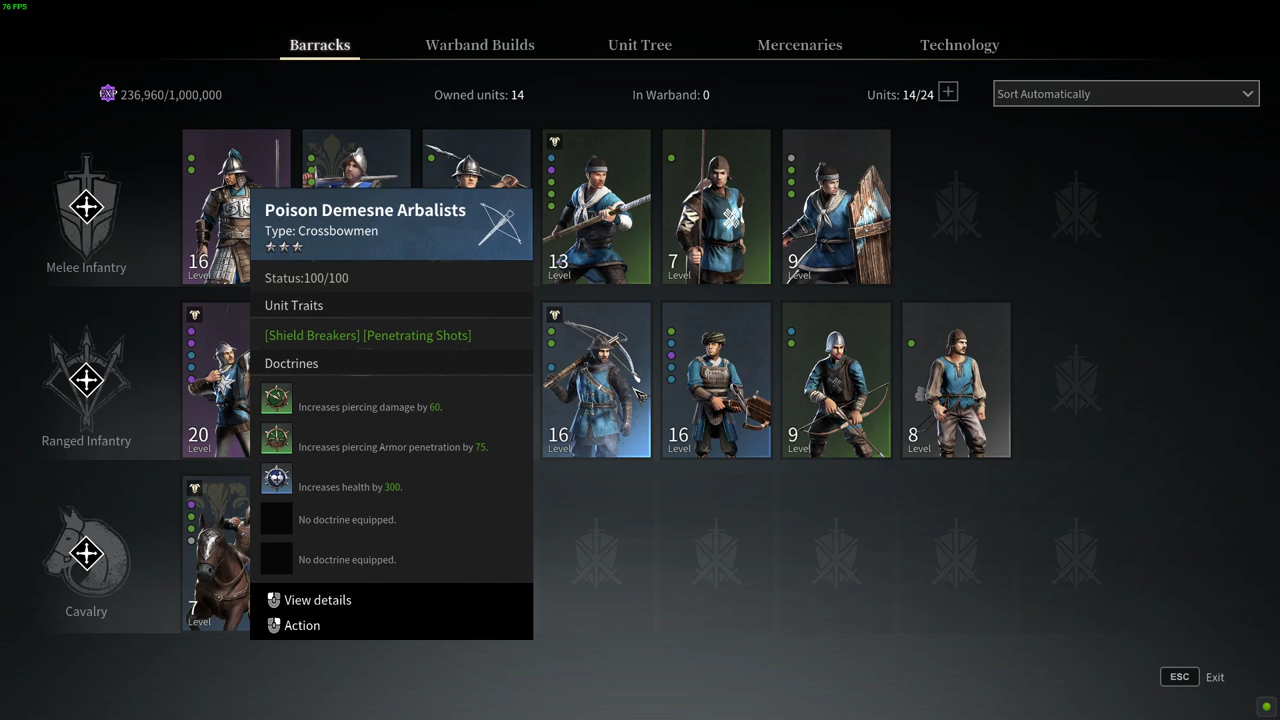 76 FPS
Barracks
Warband Builds
Unit Tree
Mercenaries
Technology
EXP 236,960/1,000,000
Owned units: 14
In Warband: 0
Units: 14/24
Sort Automatically
Melee Infantry
16
Level
13
Level
7
Level
9
Level
Poison Demesne Arbalists
Type: Crossbowmen
Status:100/100
Unit Traits
[Shield Breakers] [Penetrating Shots]
Doctrines
Increases piercing damage by 60.
Increases piercing Armor penetration by 75.
Increases health by 300.
No doctrine equipped.
No doctrine equipped.
View details
Action
Ranged Infantry
20
Level
16
Level
16
Level
9
Level
8
Level
Cavalry
7
Level
ESC Exit